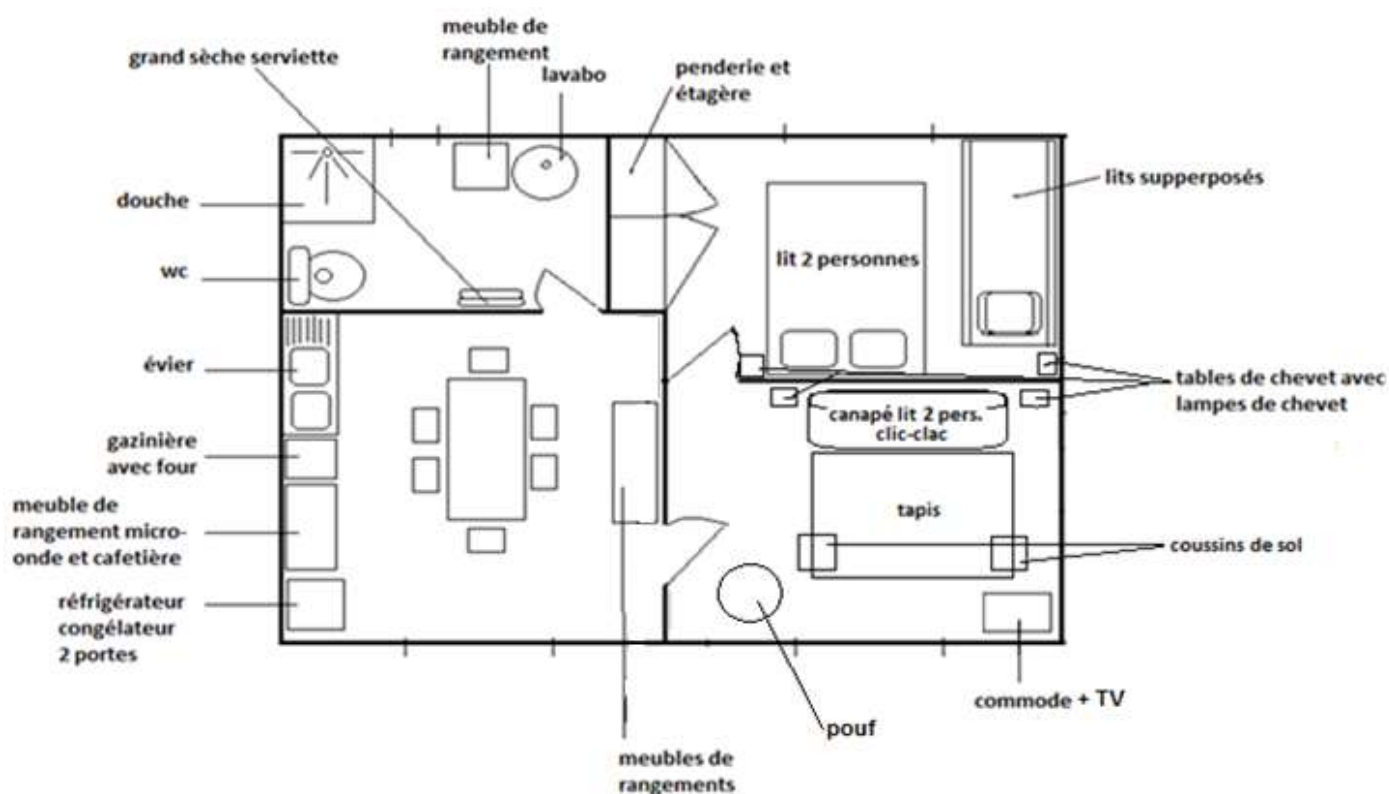 meuble de
rangement
grand sèche serviette
lavabo
penderie et
étagère
douche
lits supperposés
wc
lit 2 personnes
évier
tables de chevet avec
lampes de chevet
canapé lit 2 pers.
clic-clac
gazinière
avec four
meuble de
rangement micro-
onde et cafetière
tapis
coussins de sol
réfrigérateur
congélateur
2 portes
commode + TV
pouf
meubles de
rangements